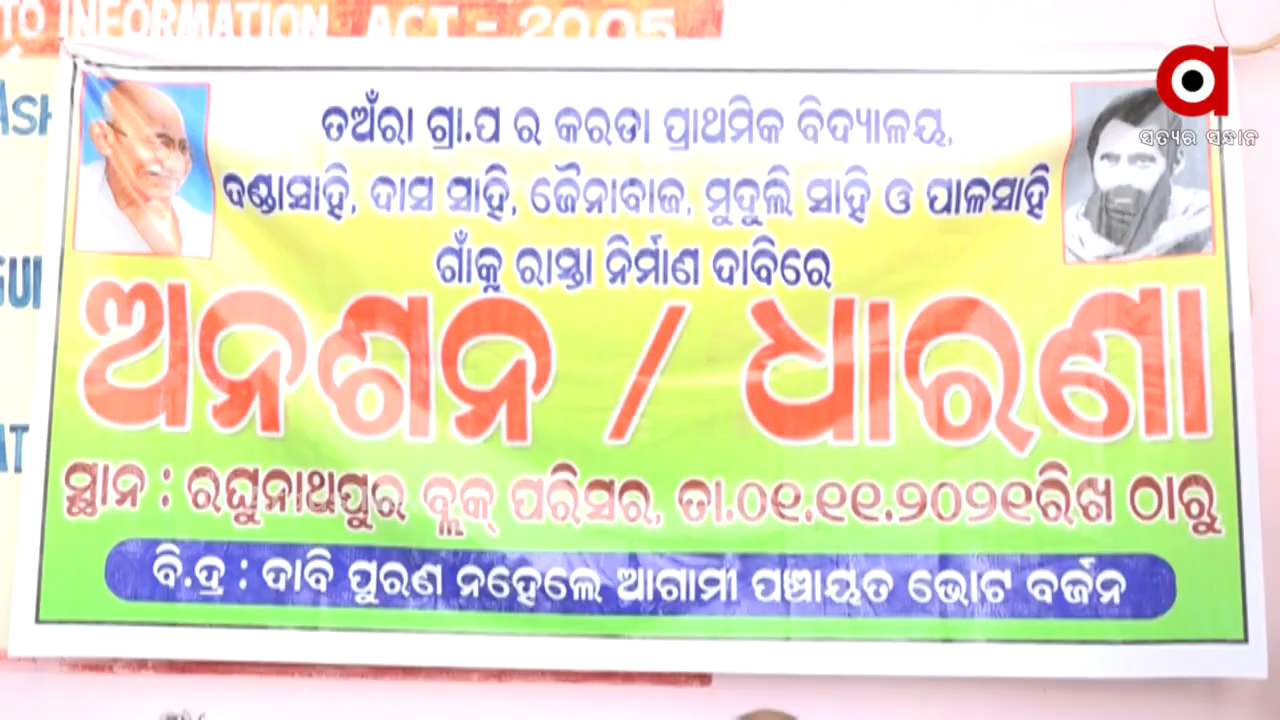 TO INFORMATION ACT - 2005
ତଅଁରା ଗ୍ରା.ପ ର କରଡା ପ୍ରାଥମିକ ବିଦ୍ୟାଳୟ,
ଦଣ୍ଡାସାହି, ଦାସ ସାହି, ଜୈନାବାଜ, ମୁଦୁଲି ସାହି ଓ ପାଳସାହି
ଗାଁକୁ ରାସ୍ତା ନିର୍ମାଣ ଦାବିରେ
ଅନଶନ / ଧାରଣା
ସ୍ଥାନ : ରଘୁନାଥପୁର ବ୍ଲକ୍ ପରିସର, ତା.୦୧.୧୧.୨୦୨୧ରିଖ ଠାରୁ
ବି.ଦ୍ର : ଦାବି ପୁରଣ ନହେଲେ ଆଗାମୀ ପଞ୍ଚାୟତ ଭୋଟ ବର୍ଜନ
a
ସତ୍ୟର ସନ୍ଧାନ